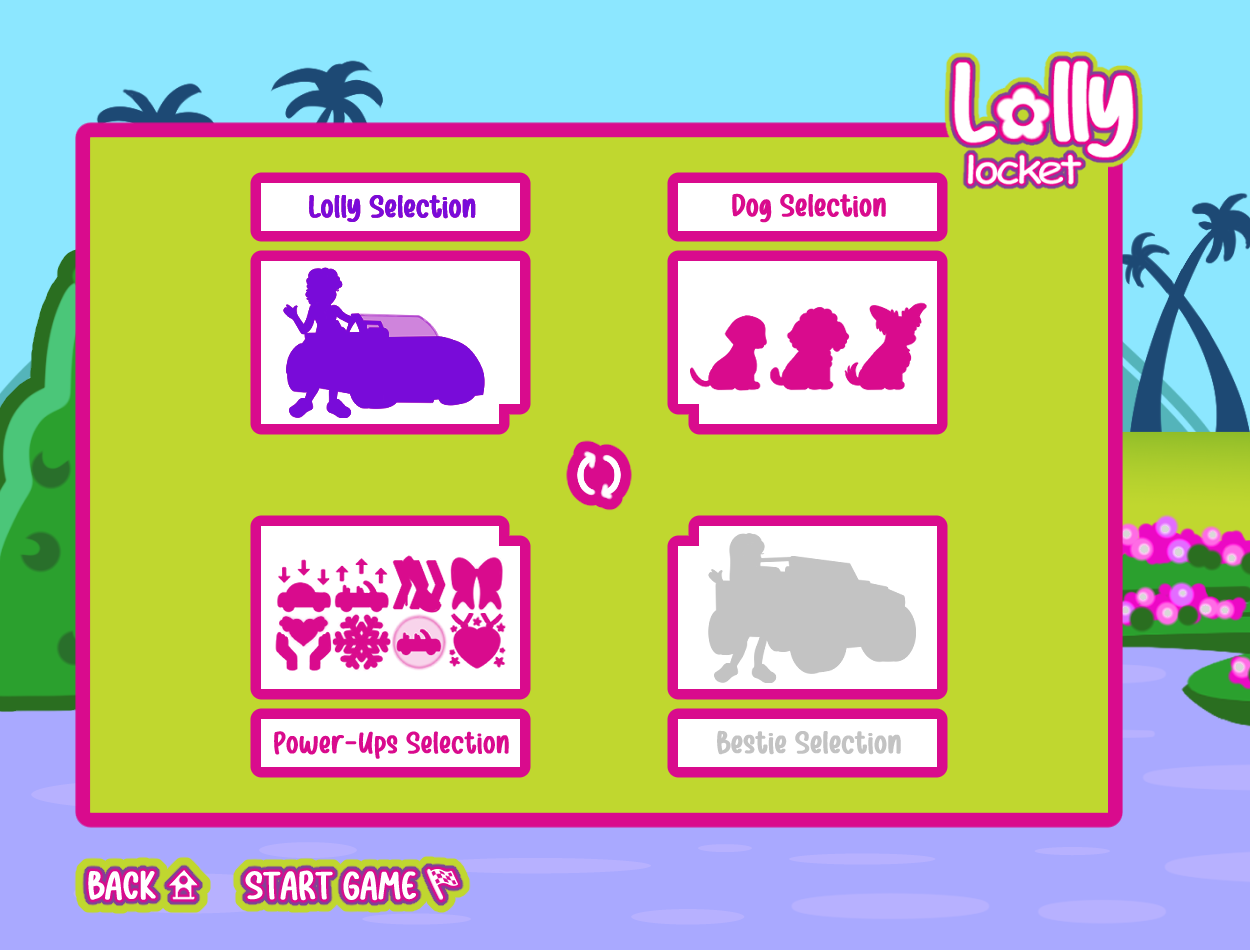 Lolly
locket
Lolly Selection
Dog Selection
Power-Ups Selection
Bestie Selection
BACK
START GAME